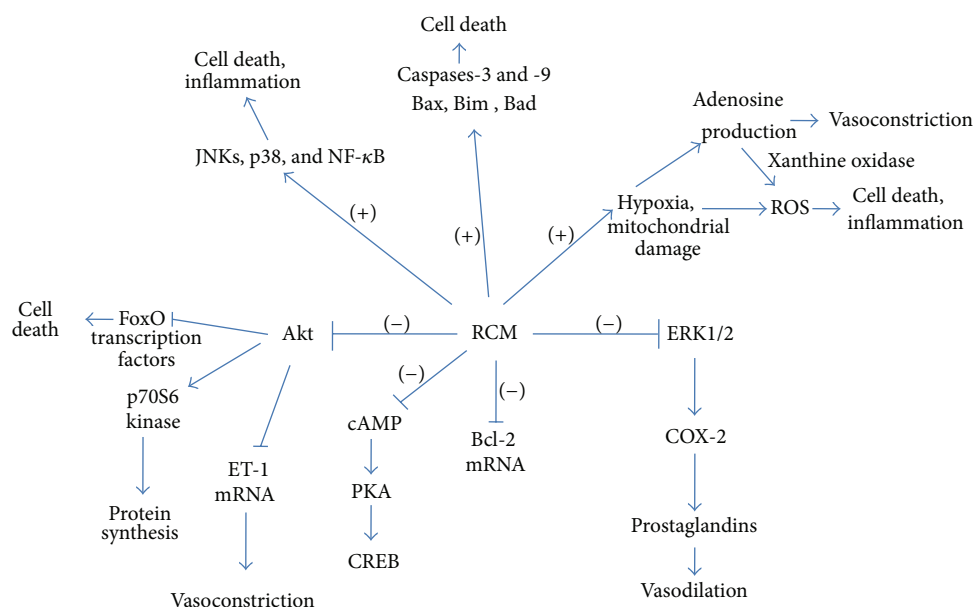 Cell death
Caspases-3 and -9
Bax, Bim , Bad
Cell death,
inflammation
JNKs, p38, and NF-κB
Adenosine
production
Vasoconstriction
Xanthine oxidase
Hypoxia,
mitochondrial
damage
ROS
Cell death,
inflammation
(+)
(+)
(+)
Cell
death
FoxO
transcription
factors
Akt
(−)
RCM
(−)
ERK1/2
p70S6
kinase
Protein
synthesis
ET-1
mRNA
Vasoconstriction
(−)
cAMP
PKA
CREB
(−)
Bcl-2
mRNA
COX-2
Prostaglandins
Vasodilation